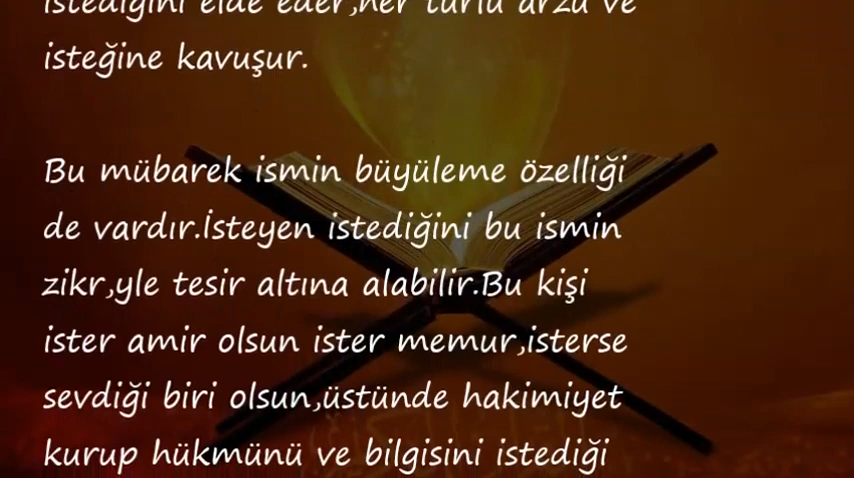 istediğini elde eder,her türlü arzu ve
isteğine kavuşur.
Bu mübarek ismin büyüleme özelliği
de vardır.İsteyen istediğini bu ismin
zikr,yle tesir altına alabilir.Bu kişi
ister amir olsun ister memur,isterse
sevdiği biri olsun,üstünde hakimiyet
kurup hükmünü ve bilgisini istediği